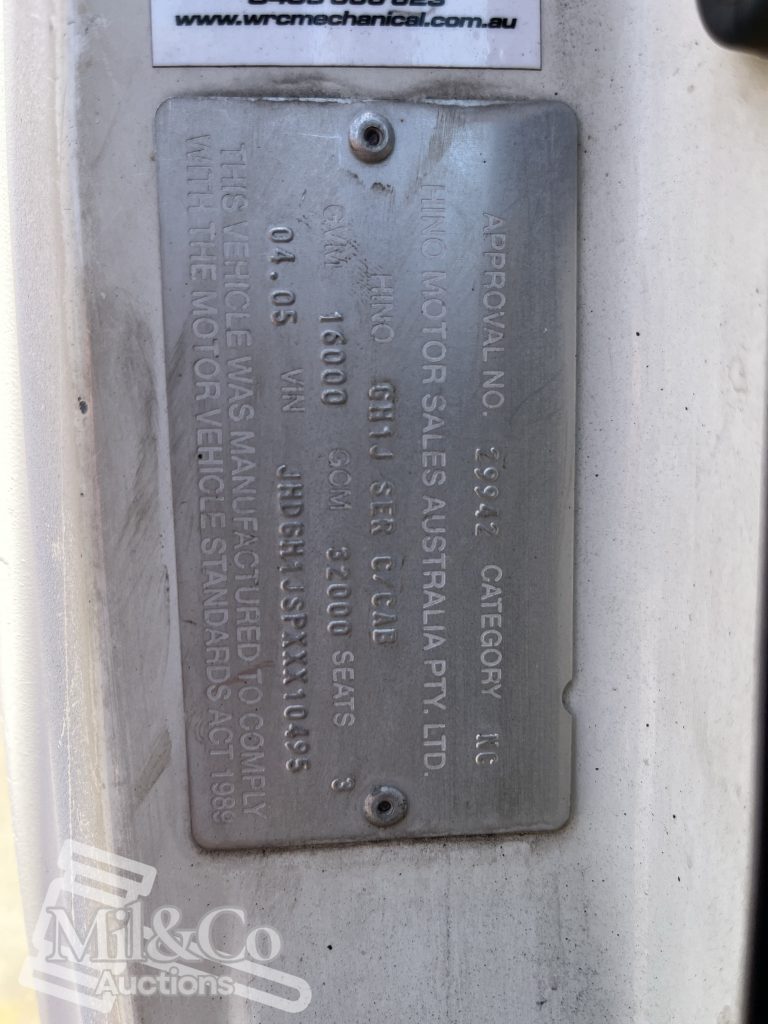 www.wrcmechanical.com.au
APPROVAL NO. 29942 CATEGORY NC
HINO MOTOR SALES AUSTRALIA PTY. LTD.
HINO GH1J SER C/CAB
GVM 16000 GCM 32000 SEATS 3
04.05 VIN JHDGH1JSPXXX10495
THIS VEHICLE WAS MANUFACTURED TO COMPLY
WITH THE MOTOR VEHICLE STANDARDS ACT 1989
Mil&Co
Auctions